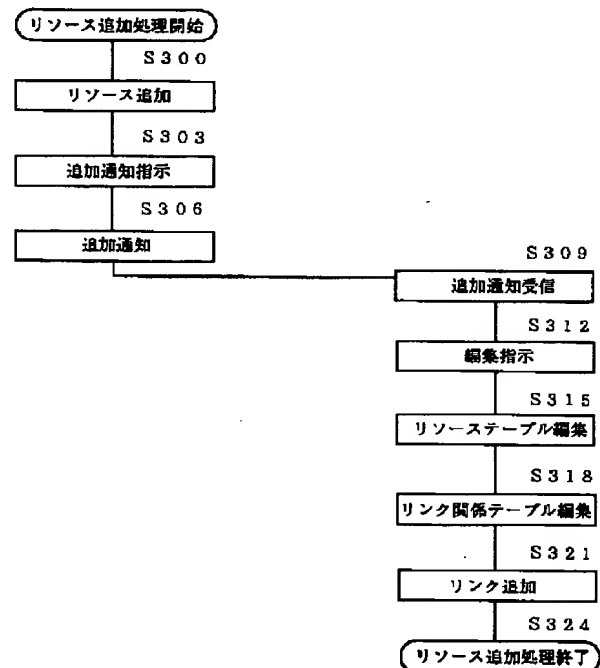 リソース追加処理開始
S300
リソース追加
S303
追加通知指示
S306
追加通知
S309
追加通知受信
S312
編集指示
S315
リソーステーブル編集
S318
リンク関係テーブル編集
S321
リンク追加
S324
リソース追加処理終了